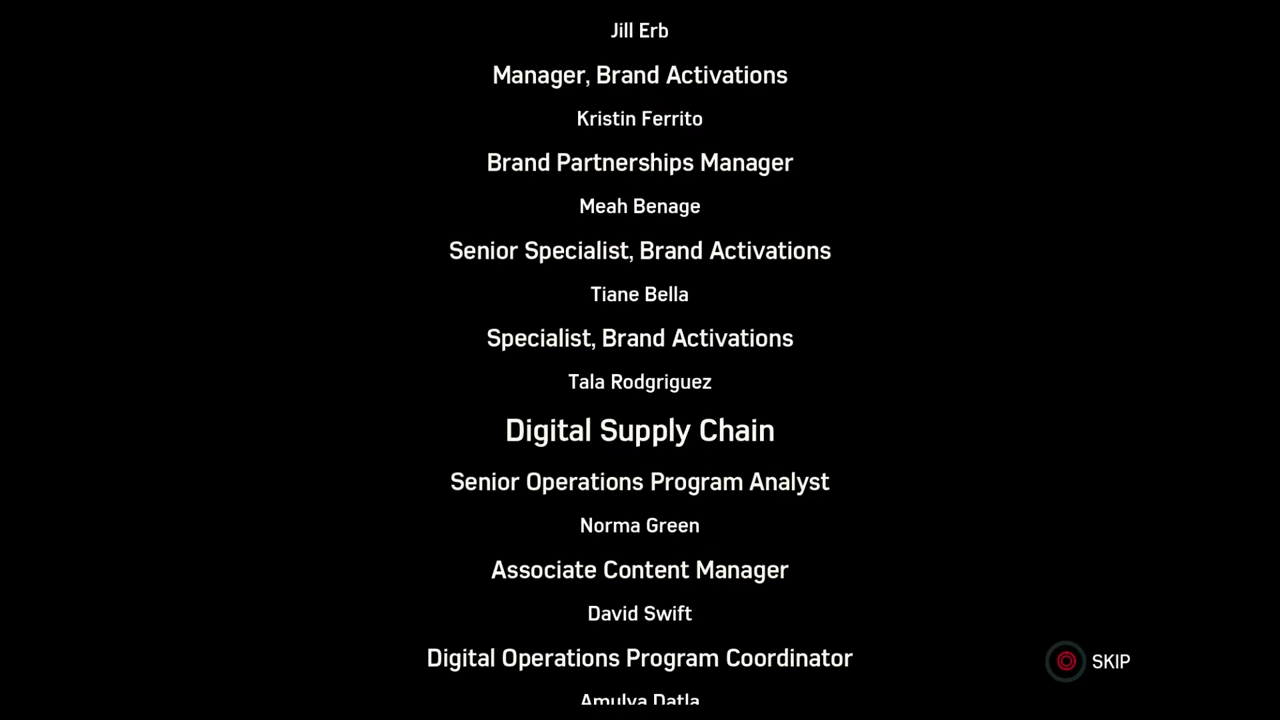 Jill Erb
Manager, Brand Activations
Kristin Ferrito
Brand Partnerships Manager
Meah Benage
Senior Specialist, Brand Activations
Tiane Bella
Specialist, Brand Activations
Tala Rodgriguez
Digital Supply Chain
Senior Operations Program Analyst
Norma Green
Associate Content Manager
David Swift
Digital Operations Program Coordinator
SKIP
Amulya Datla